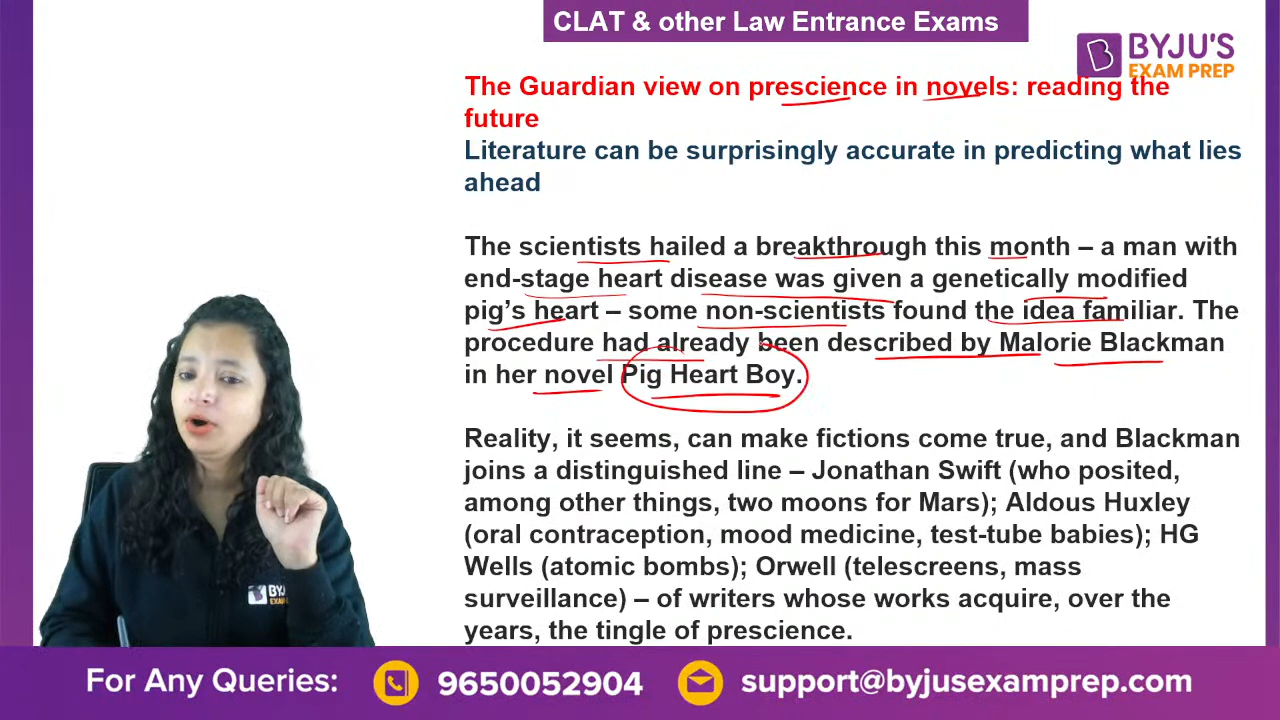 CLAT & other Law Entrance Exams
BYJU'S
EXAM PREP
The Guardian view on prescience in novels: reading the
future
Literature can be surprisingly accurate in predicting what lies
ahead
The scientists hailed a breakthrough this month – a man with
end-stage heart disease was given a genetically modified
pig's heart – some non-scientists found the idea familiar. The
procedure had already been described by Malorie Blackman
in her novel Pig Heart Boy.
Reality, it seems, can make fictions come true, and Blackman
joins a distinguished line – Jonathan Swift (who posited,
among other things, two moons for Mars); Aldous Huxley
(oral contraception, mood medicine, test-tube babies); HG
Wells (atomic bombs); Orwell (telescreens, mass
surveillance) – of writers whose works acquire, over the
years, the tingle of prescience.
BYJU
EXAM
For Any Queries:
9650052904
support@byjusexamprep.com